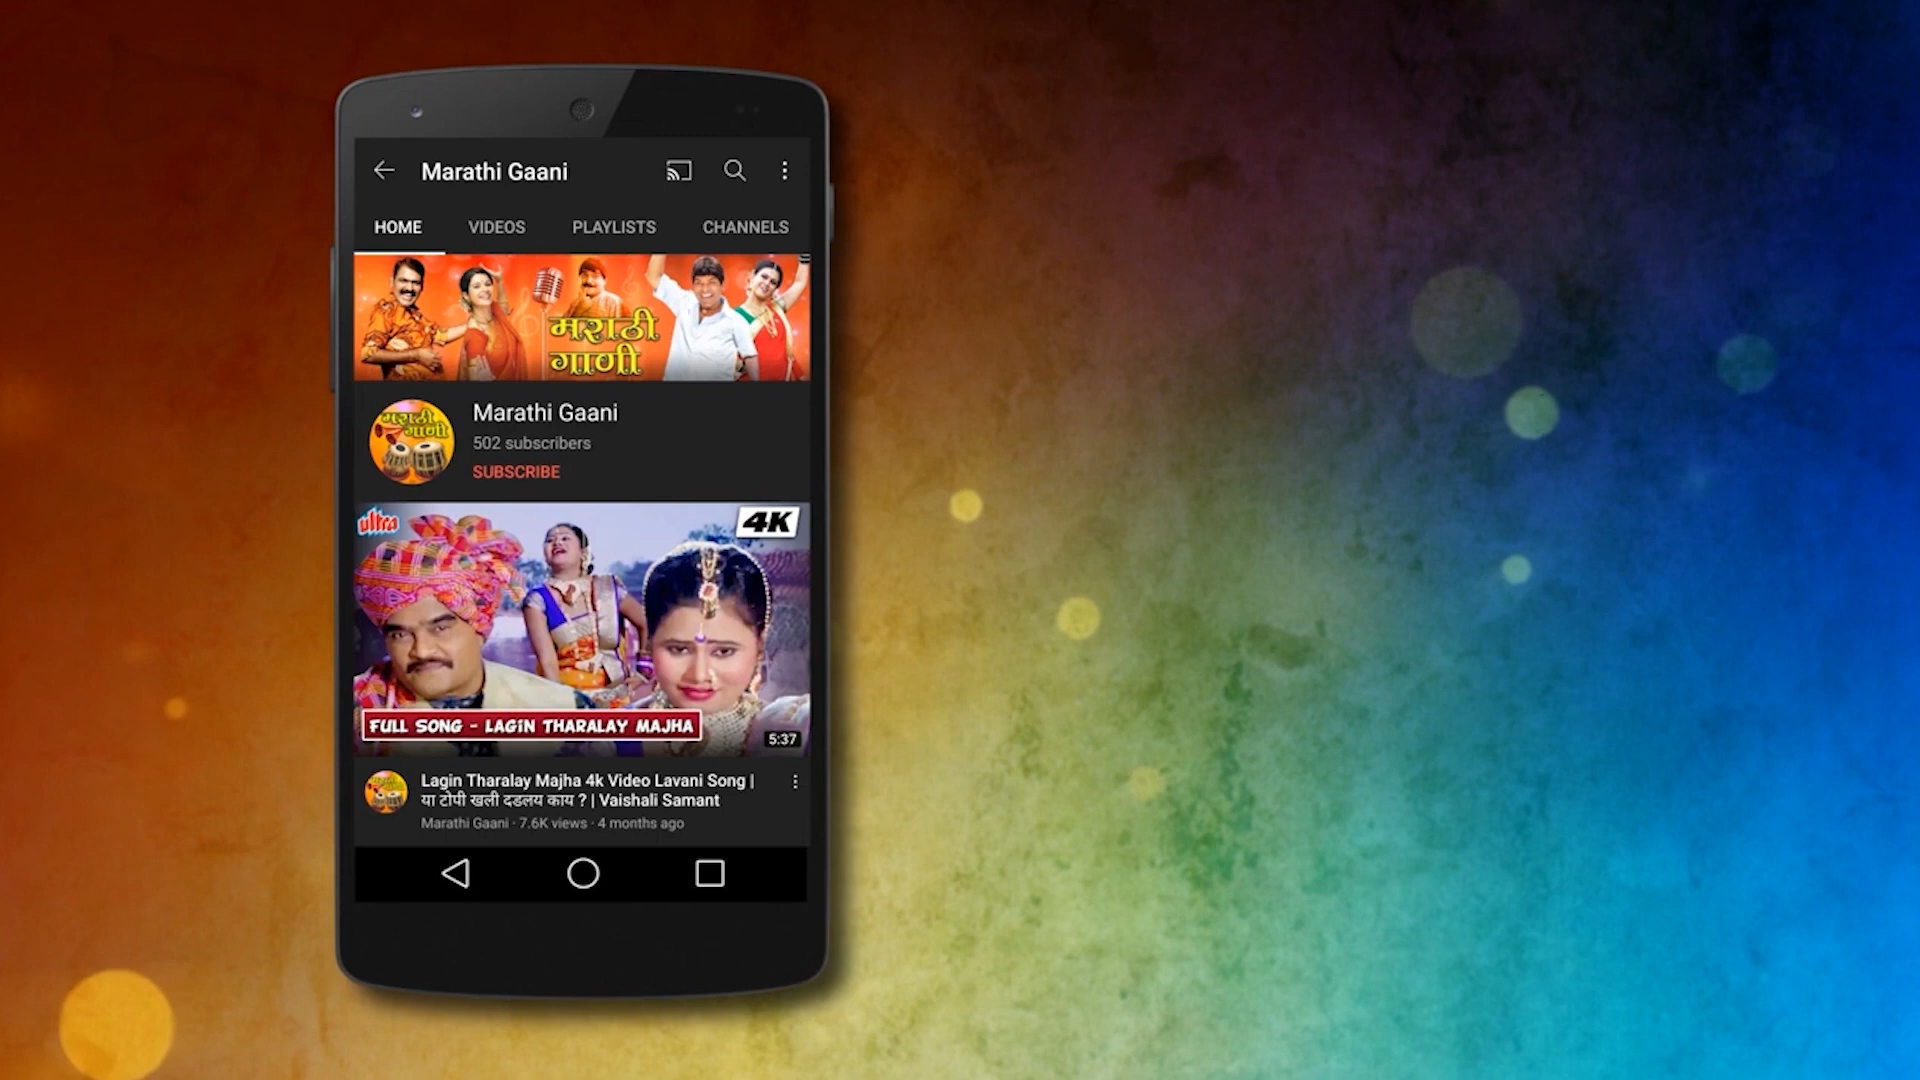 Marathi Gaani
HOME VIDEOS PLAYLISTS CHANNELS
मराठी
गाणी
मराठी
गाणी
Marathi Gaani
502 subscribers
SUBSCRIBE
ultra
4K
FULL SONG - LAGIN THARALAY MAJHA
5:37
Lagin Tharalay Majha 4k Video Lavani Song |
या टोपी खली दडलय काय ? | Vaishali Samant
Marathi Gaani · 7.6K views · 4 months ago